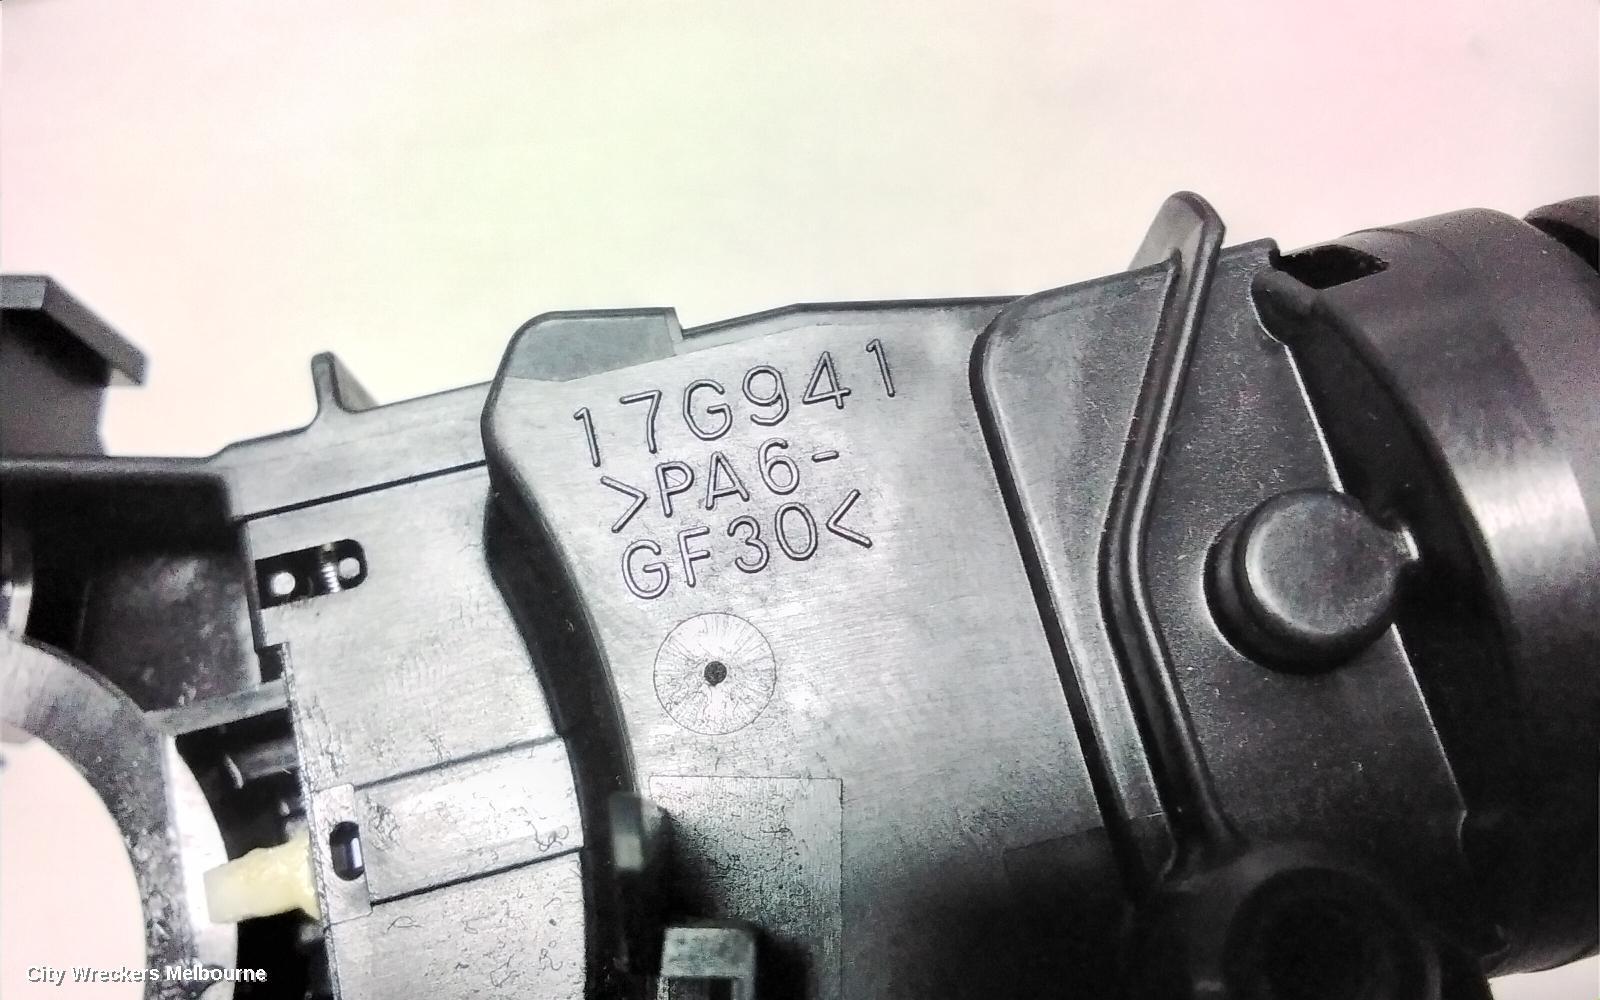 17G941
>PA6-
GF30<
City Wreckers Melbourne